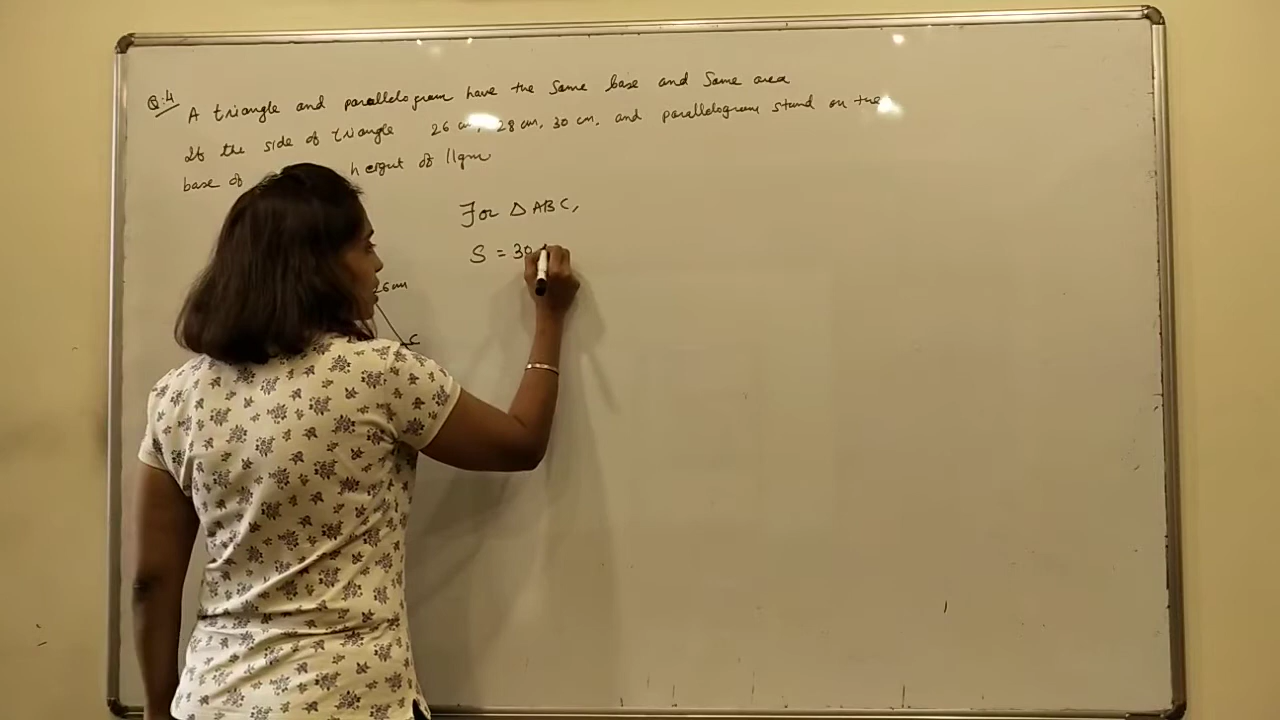 Q:4 A triangle and parallelogram have the same base and same area
If the side of triangle 26 cm, 28 cm, 30 cm, and parallelogram stand on the
base of height of 11gm
For △ ABC,
S = 30
26cm
C